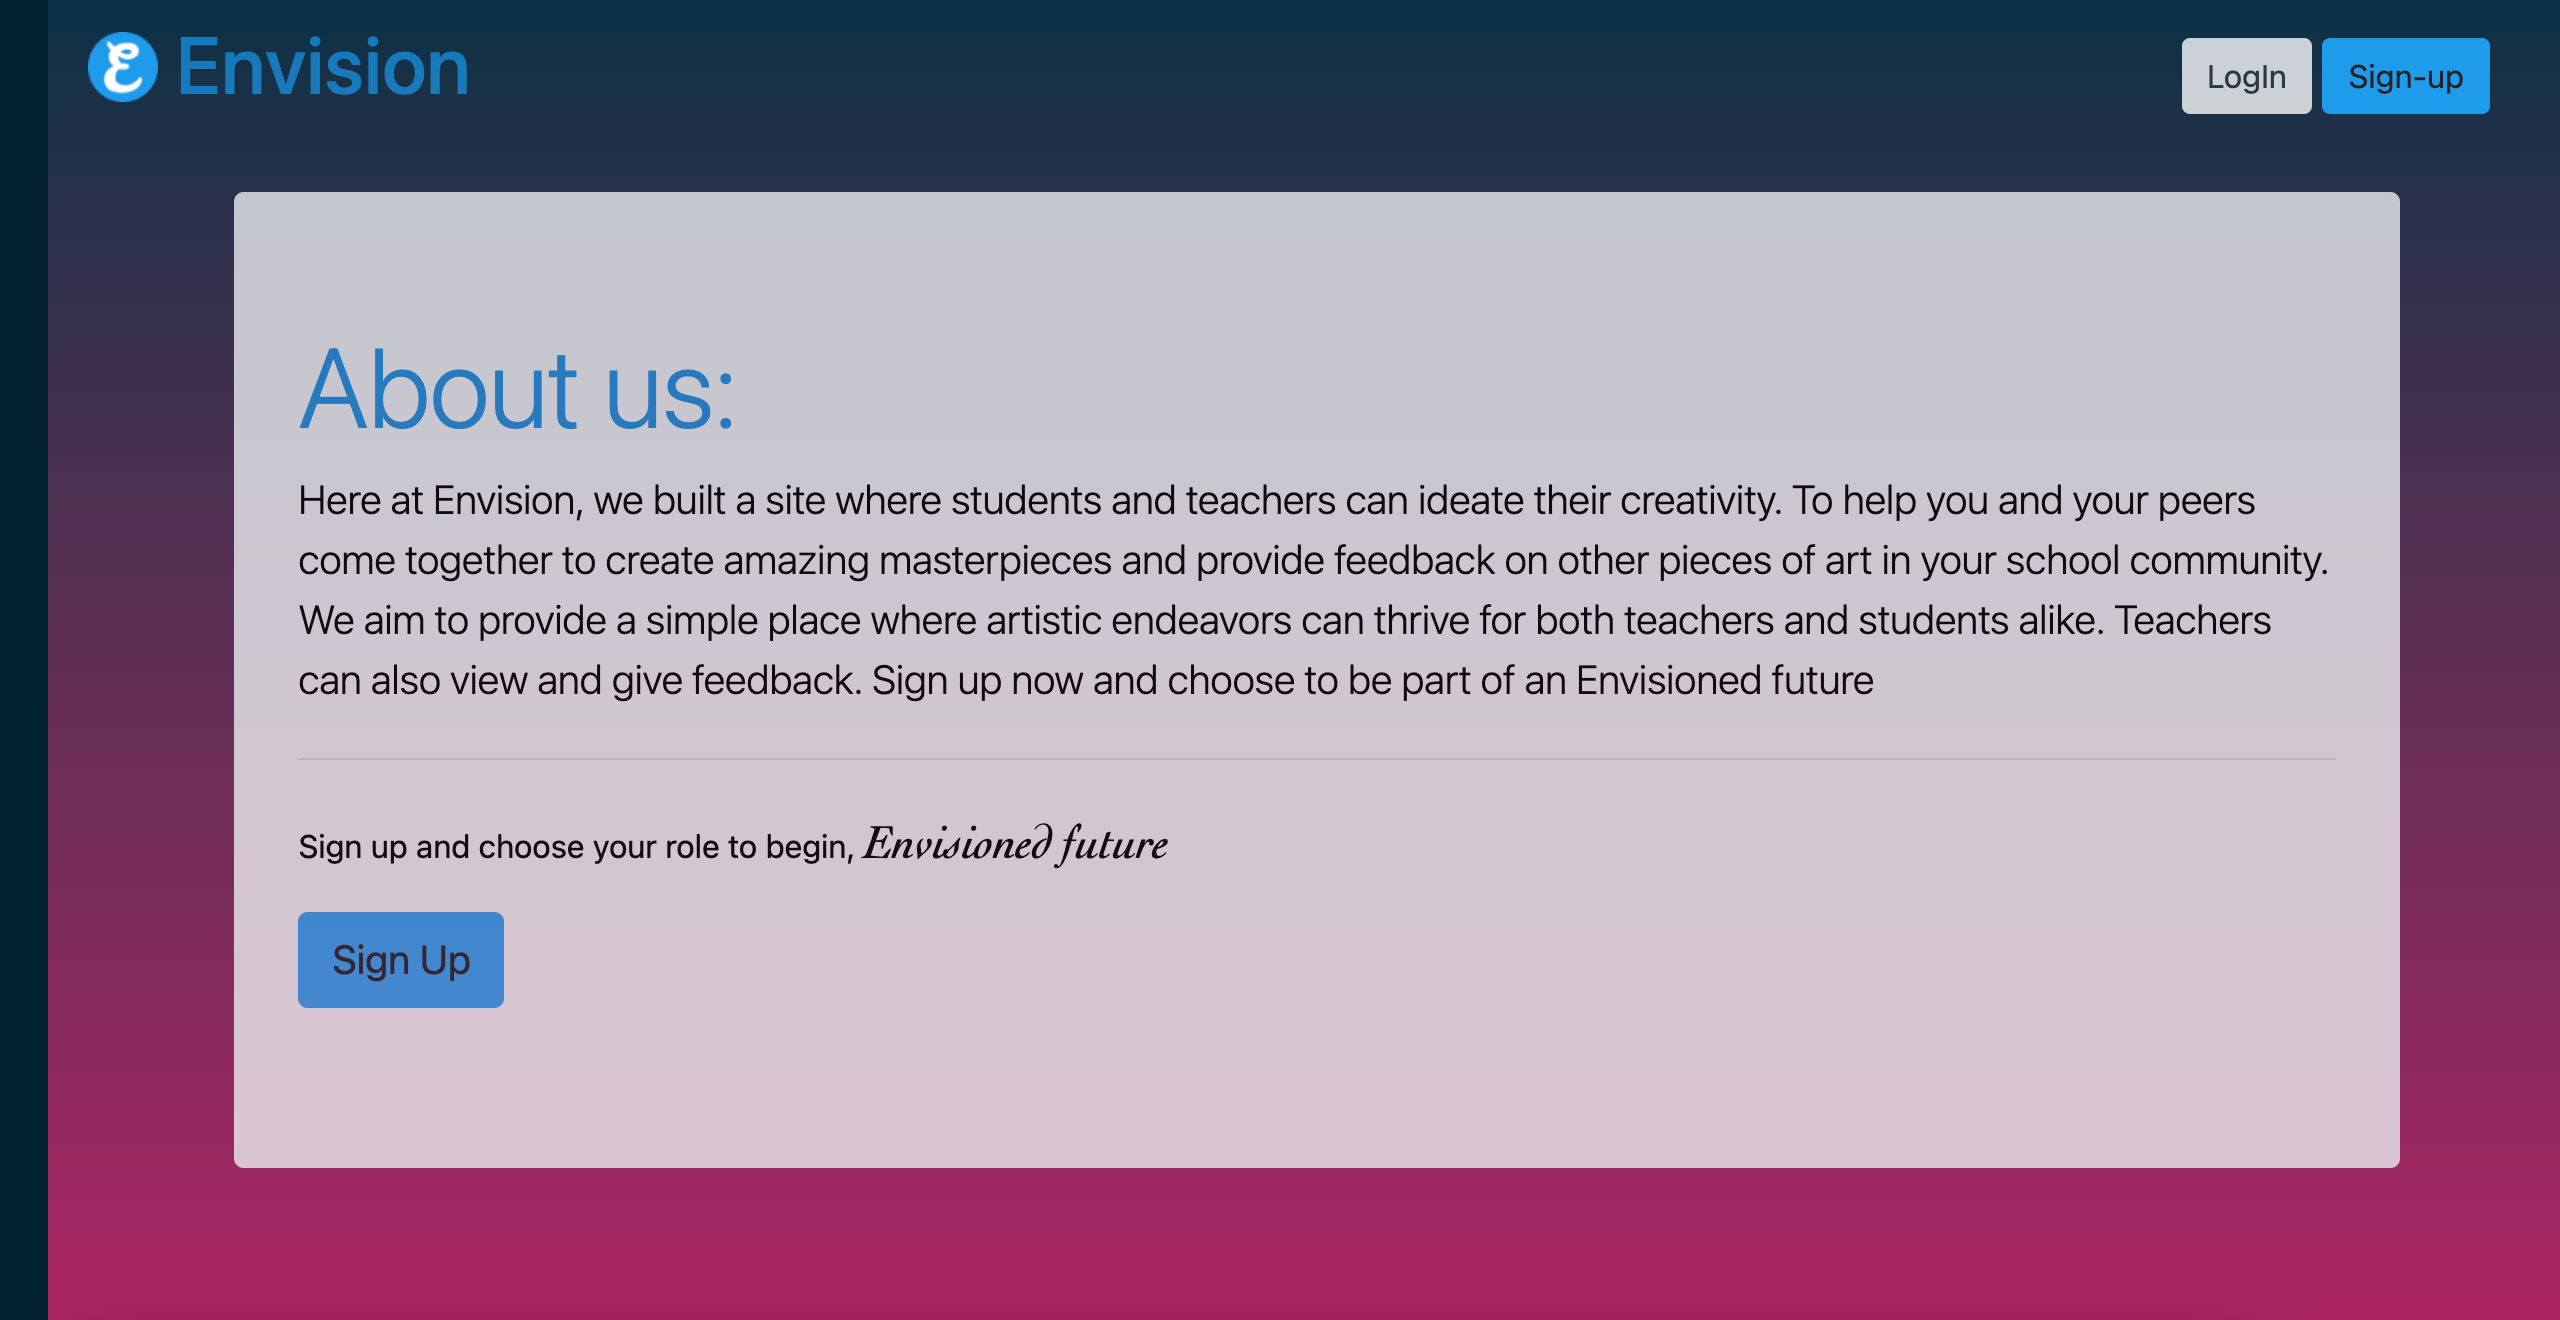 Ɛ Envision
LogIn
Sign-up
About us:
Here at Envision, we built a site where students and teachers can ideate their creativity. To help you and your peers
come together to create amazing masterpieces and provide feedback on other pieces of art in your school community.
We aim to provide a simple place where artistic endeavors can thrive for both teachers and students alike. Teachers
can also view and give feedback. Sign up now and choose to be part of an Envisioned future
Sign up and choose your role to begin, Envisioned future
Sign Up